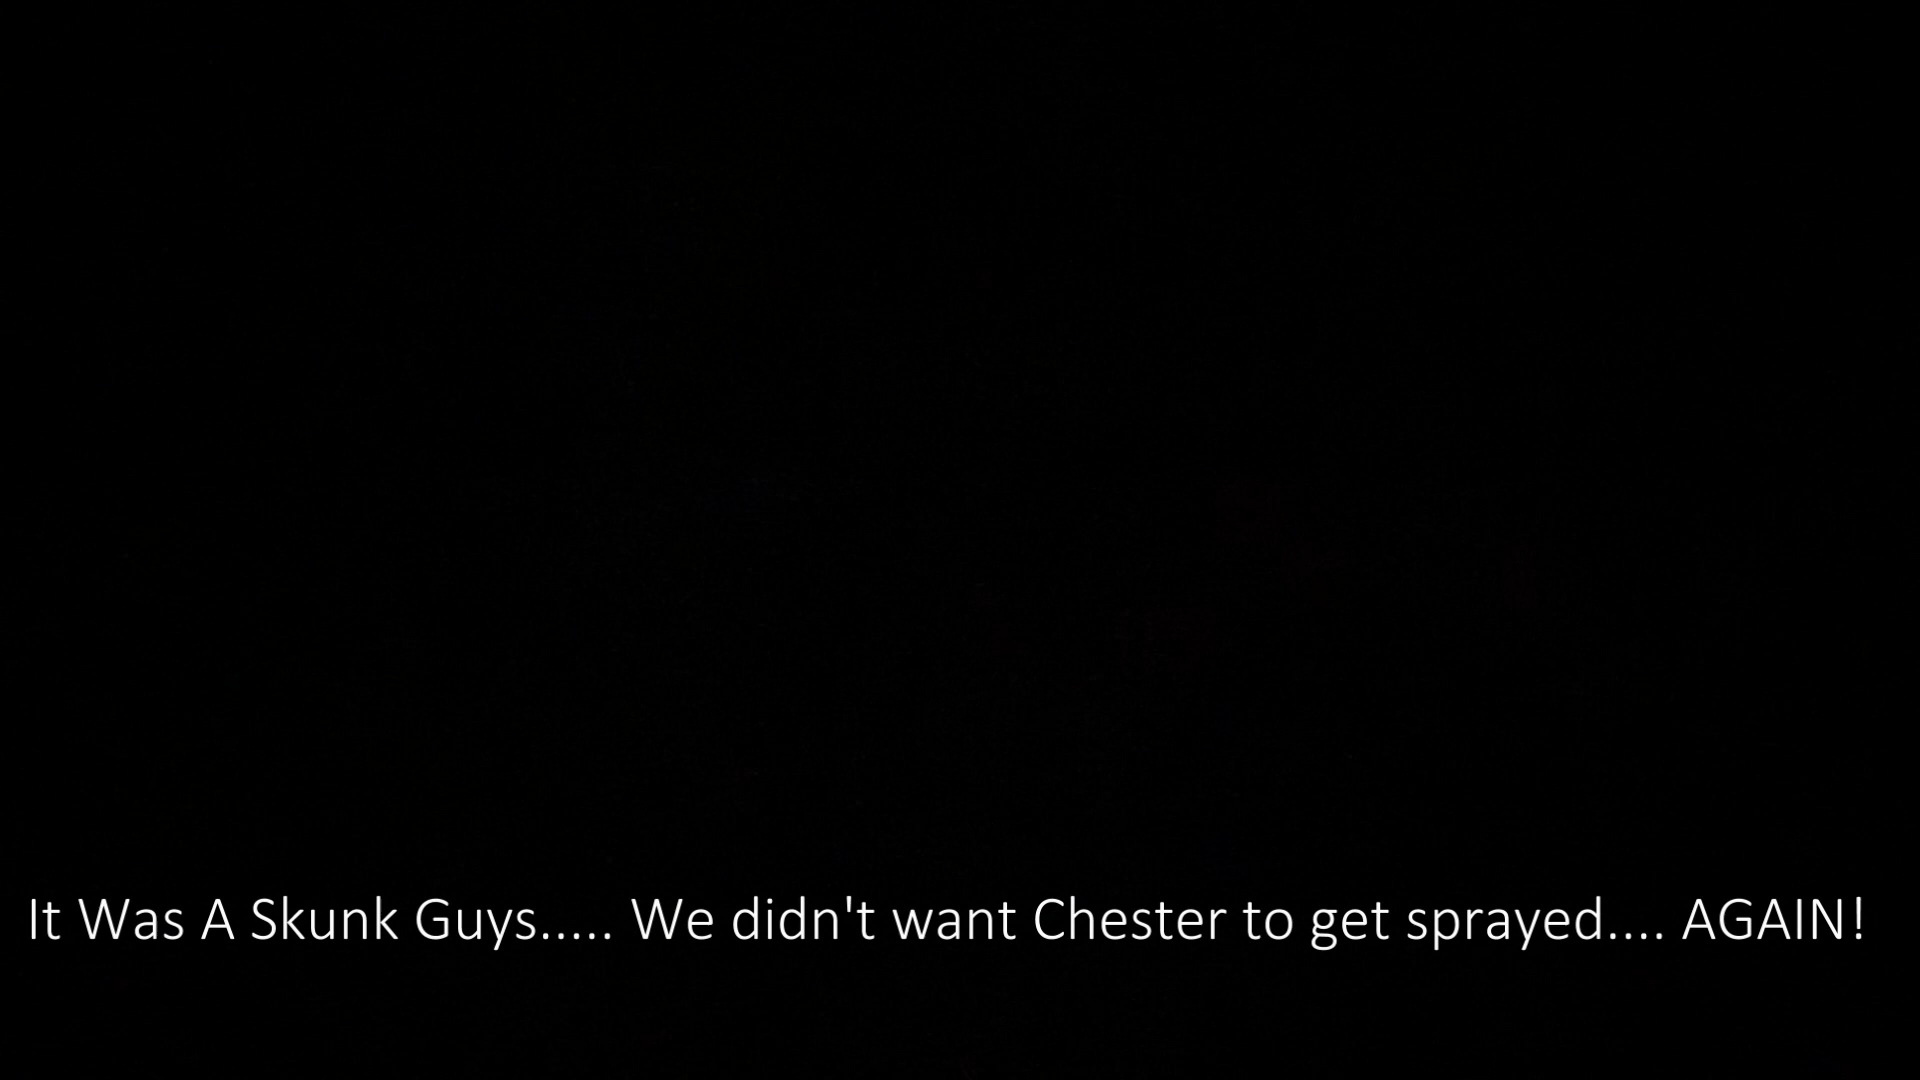 It Was A Skunk Guys..... We didn't want Chester to get sprayed.... AGAIN!